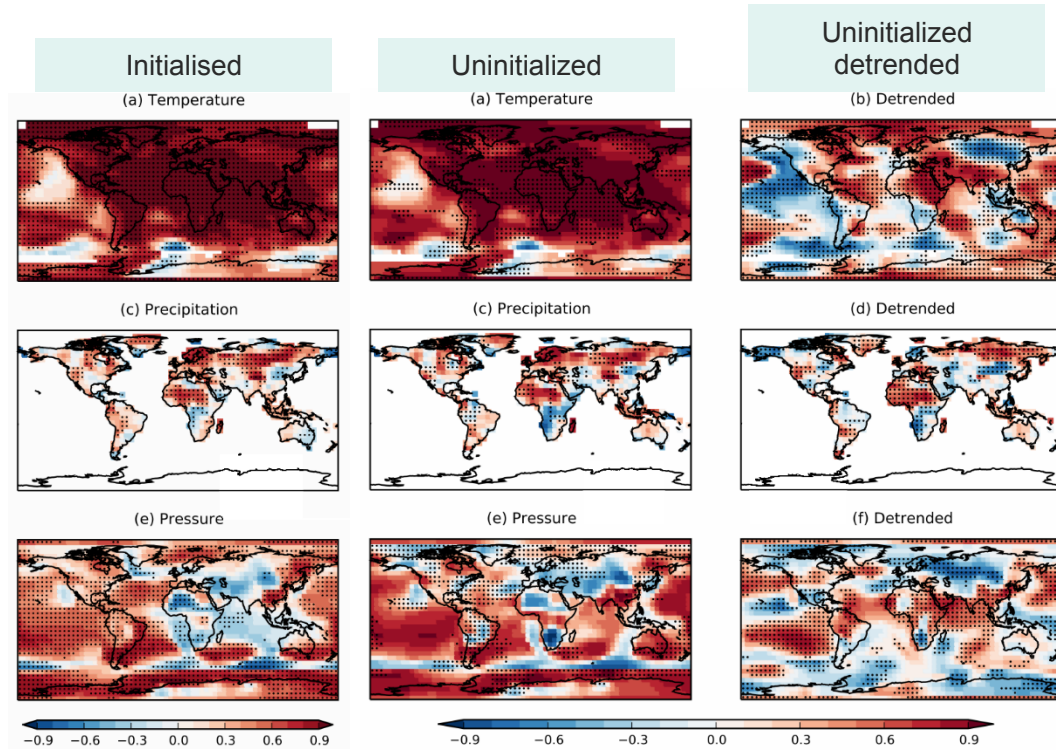 Initialised
Uninitialized
Uninitialized
detrended
(a) Temperature
(a) Temperature
(b) Detrended
(c) Precipitation
(c) Precipitation
(d) Detrended
(e) Pressure
(e) Pressure
(f) Detrended
−0.9 −0.6 −0.3 0.0 0.3 0.6 0.9
−0.9 −0.6 −0.3 0.0 0.3 0.6 0.9